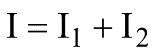 I = I₁ + I₂